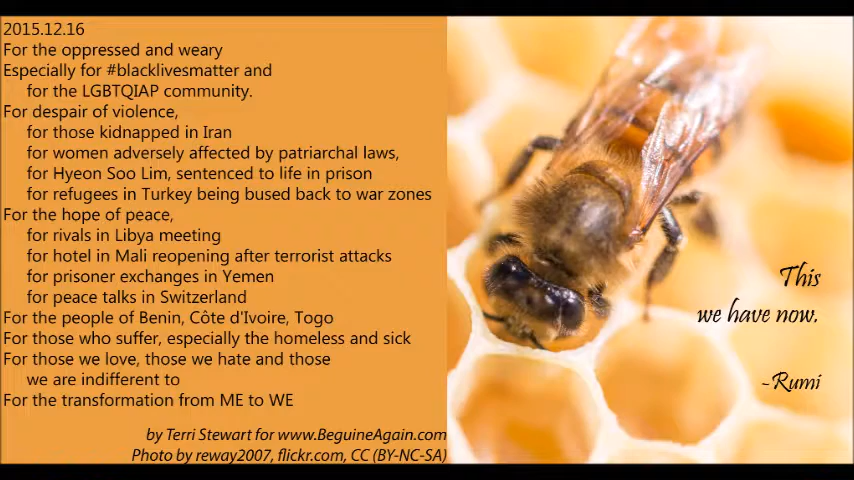 2015.12.16
For the oppressed and weary
Especially for #blacklivesmatter and
for the LGBTQIAP community.
For despair of violence,
for those kidnapped in Iran
for women adversely affected by patriarchal laws,
for Hyeon Soo Lim, sentenced to life in prison
for refugees in Turkey being bused back to war zones
For the hope of peace,
for rivals in Libya meeting
for hotel in Mali reopening after terrorist attacks
for prisoner exchanges in Yemen
for peace talks in Switzerland
For the people of Benin, Côte d'Ivoire, Togo
For those who suffer, especially the homeless and sick
For those we love, those we hate and those
we are indifferent to
For the transformation from ME to WE
by Terri Stewart for www.BeguineAgain.com
Photo by reway2007, flickr.com, CC (BY-NC-SA)
This
we have now.
-Rumi